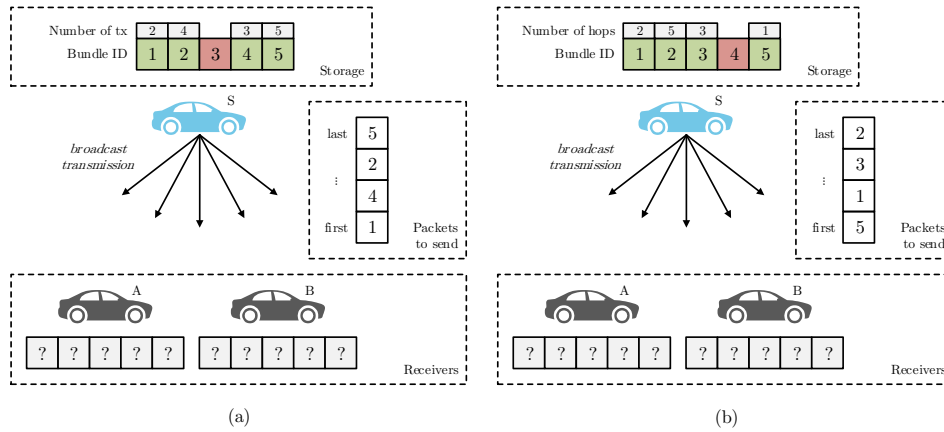 Number of tx 2 4 3 5
Bundle ID 1 2 3 4 5
Storage
S
broadcast
transmission
last 5
2
...
4
first 1
Packets
to send
A
B
? ? ? ? ?
? ? ? ? ?
Receivers
(a)
Number of hops 2 5 3 1
Bundle ID 1 2 3 4 5
Storage
S
broadcast
transmission
last 2
3
...
1
first 5
Packets
to send
A
B
? ? ? ? ?
? ? ? ? ?
Receivers
(b)